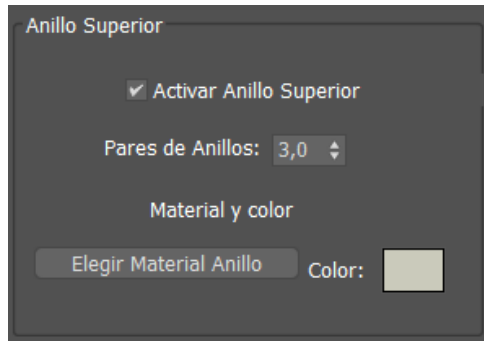 Anillo Superior
Activar Anillo Superior
Pares de Anillos: 3,0
Material y color
Elegir Material Anillo Color: